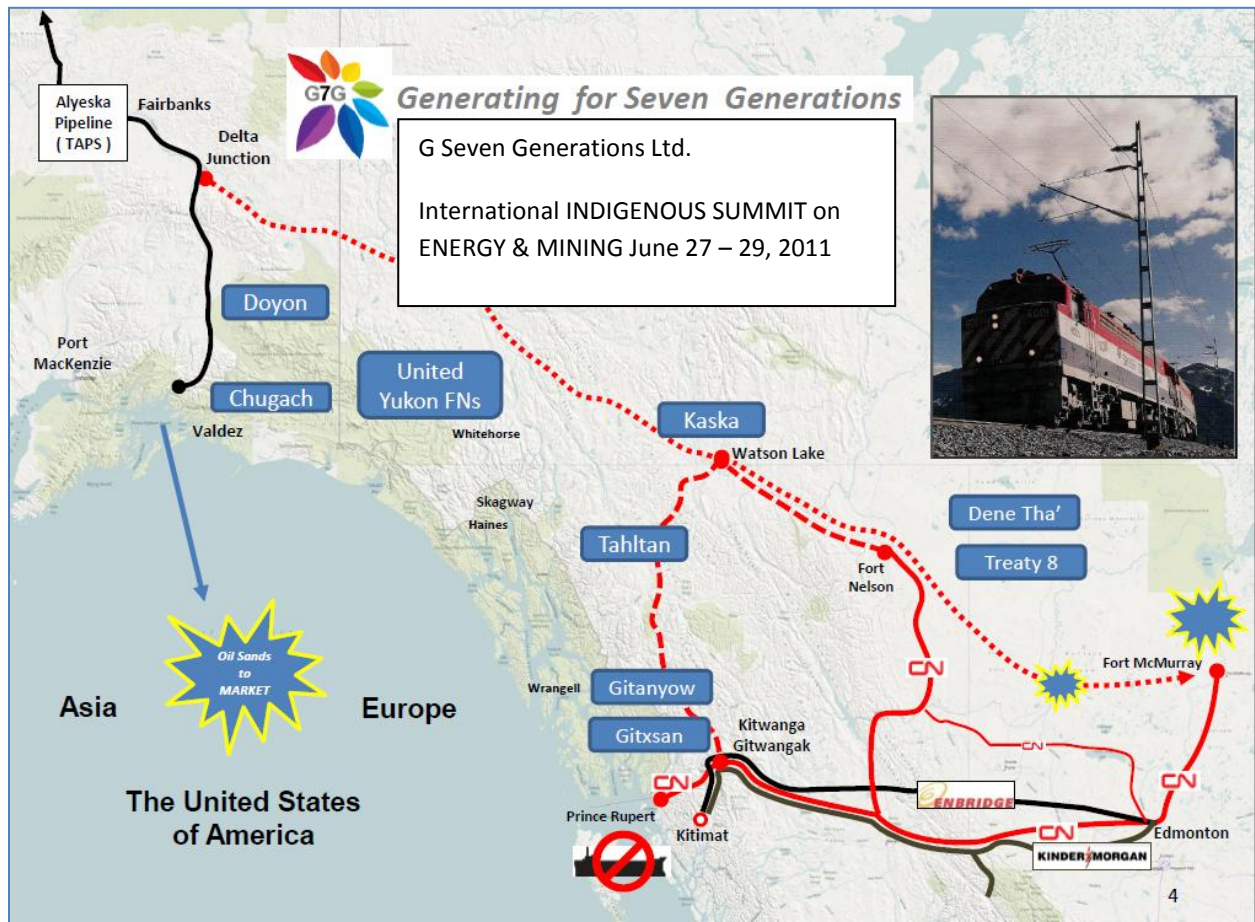 G7G
Generating for Seven Generations
G Seven Generations Ltd.
International INDIGENOUS SUMMIT on
ENERGY & MINING June 27 – 29, 2011
Alyeska
Pipeline
( TAPS )
Fairbanks
Delta
Junction
Doyon
Port
MacKenzie
Chugach
Valdez
United
Yukon FNs
Whitehorse
Kaska
Watson Lake
Skagway
Haines
Tahltan
Dene Tha’
Treaty 8
Fort
Nelson
Fort McMurray
Oil Sands
to
MARKET
Asia
Europe
Wrangell
Gitanyow
Gitxsan
Kitwanga
Gitwangak
CN
CN
CN
CN
CN
ENBRIDGE
Prince Rupert
Kitimat
Edmonton
KINDER MORGAN
The United States
of America
4